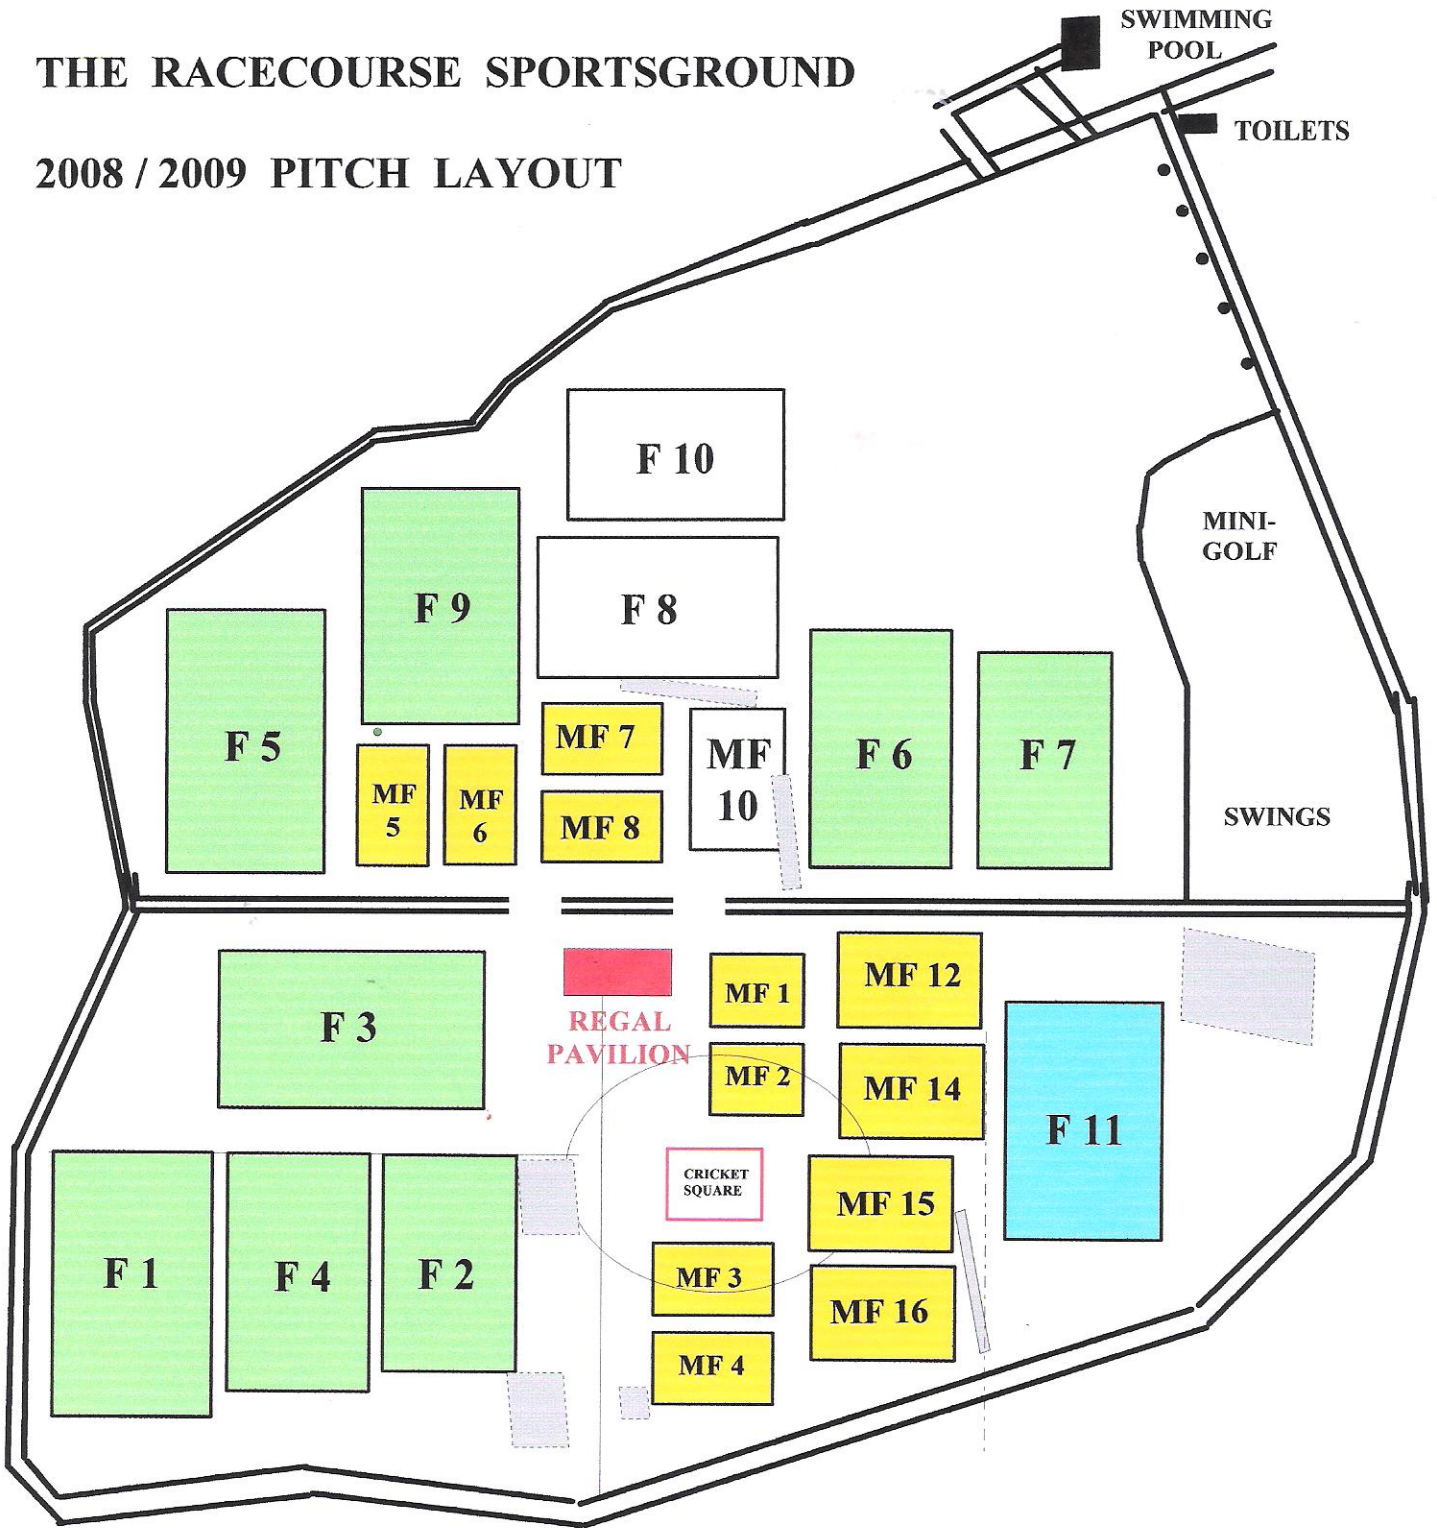 SWIMMING
POOL
THE RACECOURSE SPORTSGROUND
TOILETS
2008 / 2009 PITCH LAYOUT
F 10
MINI-
GOLF
F 9
F 8
F 5
MF 7
F 6
F 7
MF
10
MF
5
MF
6
MF 8
SWINGS
F 3
REGAL
PAVILION
MF 1
MF 12
MF 2
MF 14
F 11
CRICKET
SQUARE
MF 15
F 1
F 4
F 2
MF 3
MF 16
MF 4